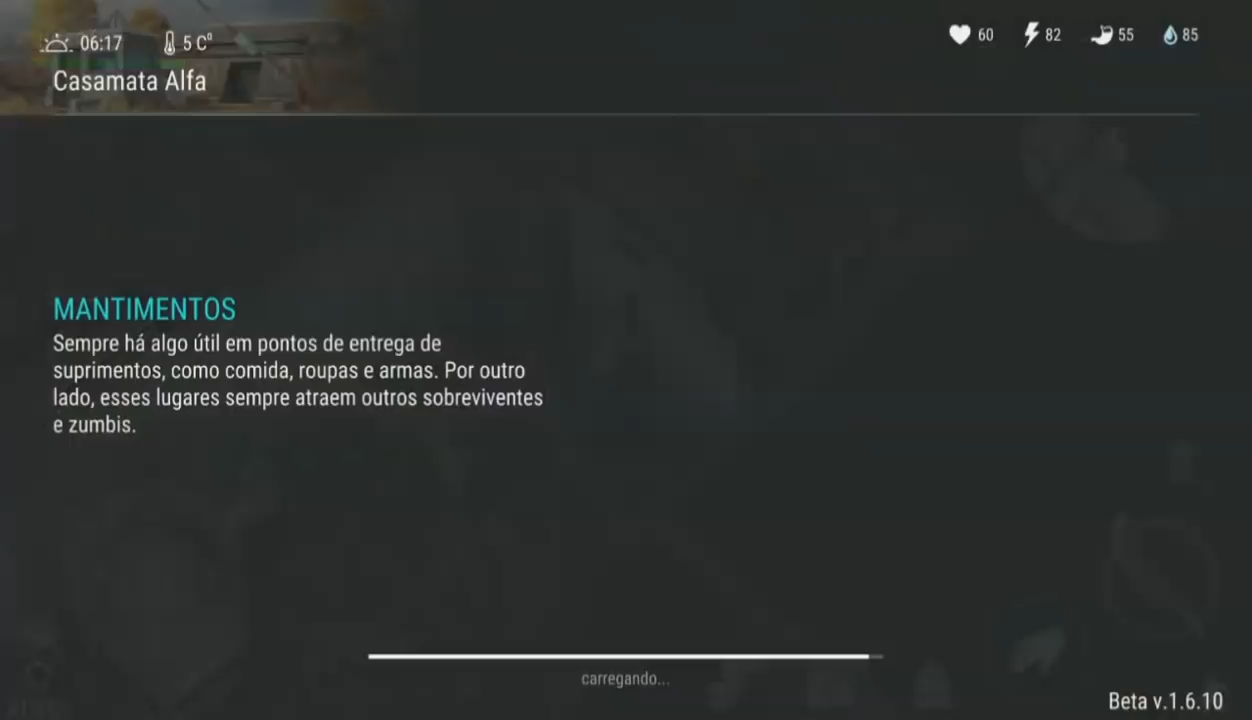 06:17 5 Cº
Casamata Alfa
60 82 55 85
MANTIMENTOS
Sempre há algo útil em pontos de entrega de
suprimentos, como comida, roupas e armas. Por outro
lado, esses lugares sempre atraem outros sobreviventes
e zumbis.
carregando...
Beta v.1.6.10